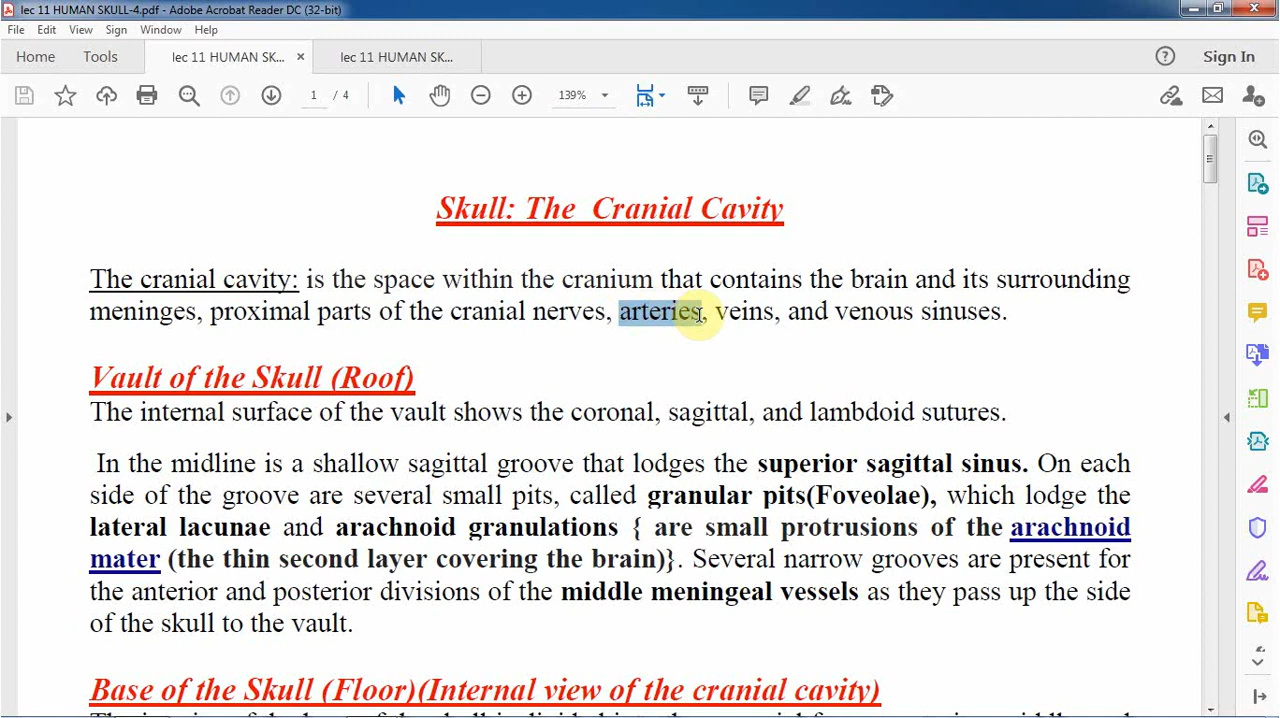 lec 11 HUMAN SKULL-4.pdf - Adobe Acrobat Reader DC (32-bit)
File Edit View Sign Window Help
Home Tools lec 11 HUMAN SK... × lec 11 HUMAN SK... Sign In
1 / 4 139%
Skull: The Cranial Cavity
The cranial cavity: is the space within the cranium that contains the brain and its surrounding
meninges, proximal parts of the cranial nerves, arteries, veins, and venous sinuses.
Vault of the Skull (Roof)
The internal surface of the vault shows the coronal, sagittal, and lambdoid sutures.
In the midline is a shallow sagittal groove that lodges the superior sagittal sinus. On each
side of the groove are several small pits, called granular pits(Foveolae), which lodge the
lateral lacunae and arachnoid granulations { are small protrusions of the arachnoid
mater (the thin second layer covering the brain)}. Several narrow grooves are present for
the anterior and posterior divisions of the middle meningeal vessels as they pass up the side
of the skull to the vault.
Base of the Skull (Floor)(Internal view of the cranial cavity)